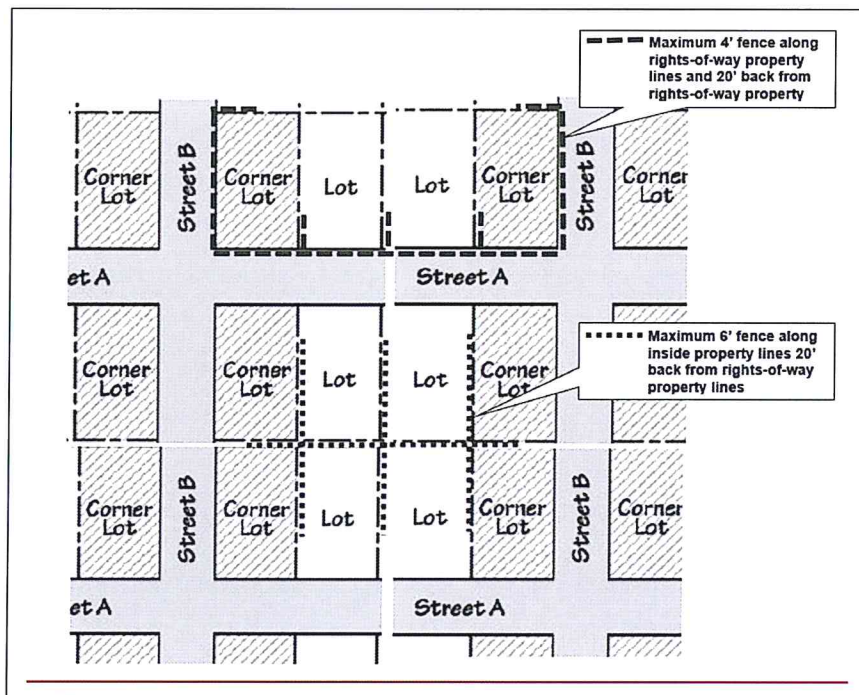 Maximum 4' fence along
rights-of-way property
lines and 20' back from
rights-of-way property
Corner
Lot
Street B
Corner
Lot
Lot
Lot
Corner
Lot
Street B
Corner
Lot
et A
Street A
Maximum 6' fence along
inside property lines 20'
back from rights-of-way
property lines
Corner
Lot
Corner
Lot
Lot
Lot
Corner
Lot
Corner
Lot
Corner
Lot
Street B
Corner
Lot
Lot
Lot
Corner
Lot
Street B
Corner
Lot
et A
Street A